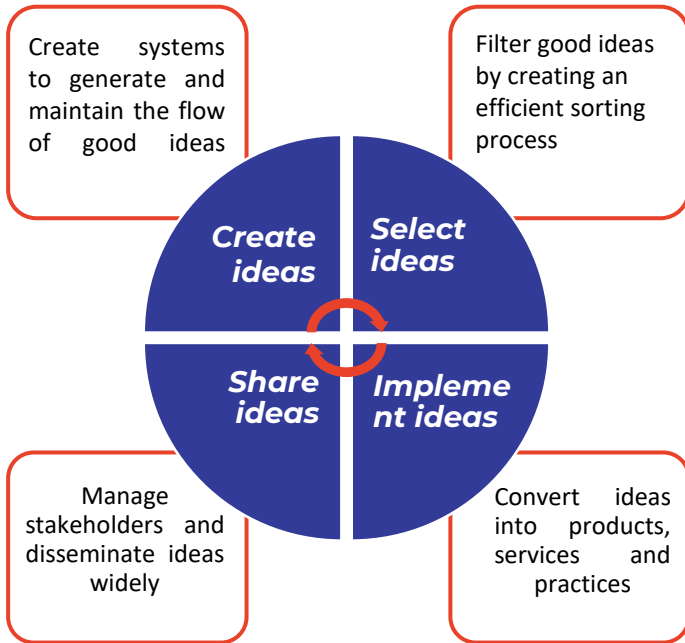 Create systems
to generate and
maintain the flow
of good ideas
Filter good ideas
by creating an
efficient sorting
process
Create
ideas
Select
ideas
Share
ideas
Impleme
nt ideas
Manage
stakeholders and
disseminate ideas
widely
Convert ideas
into products,
services and
practices